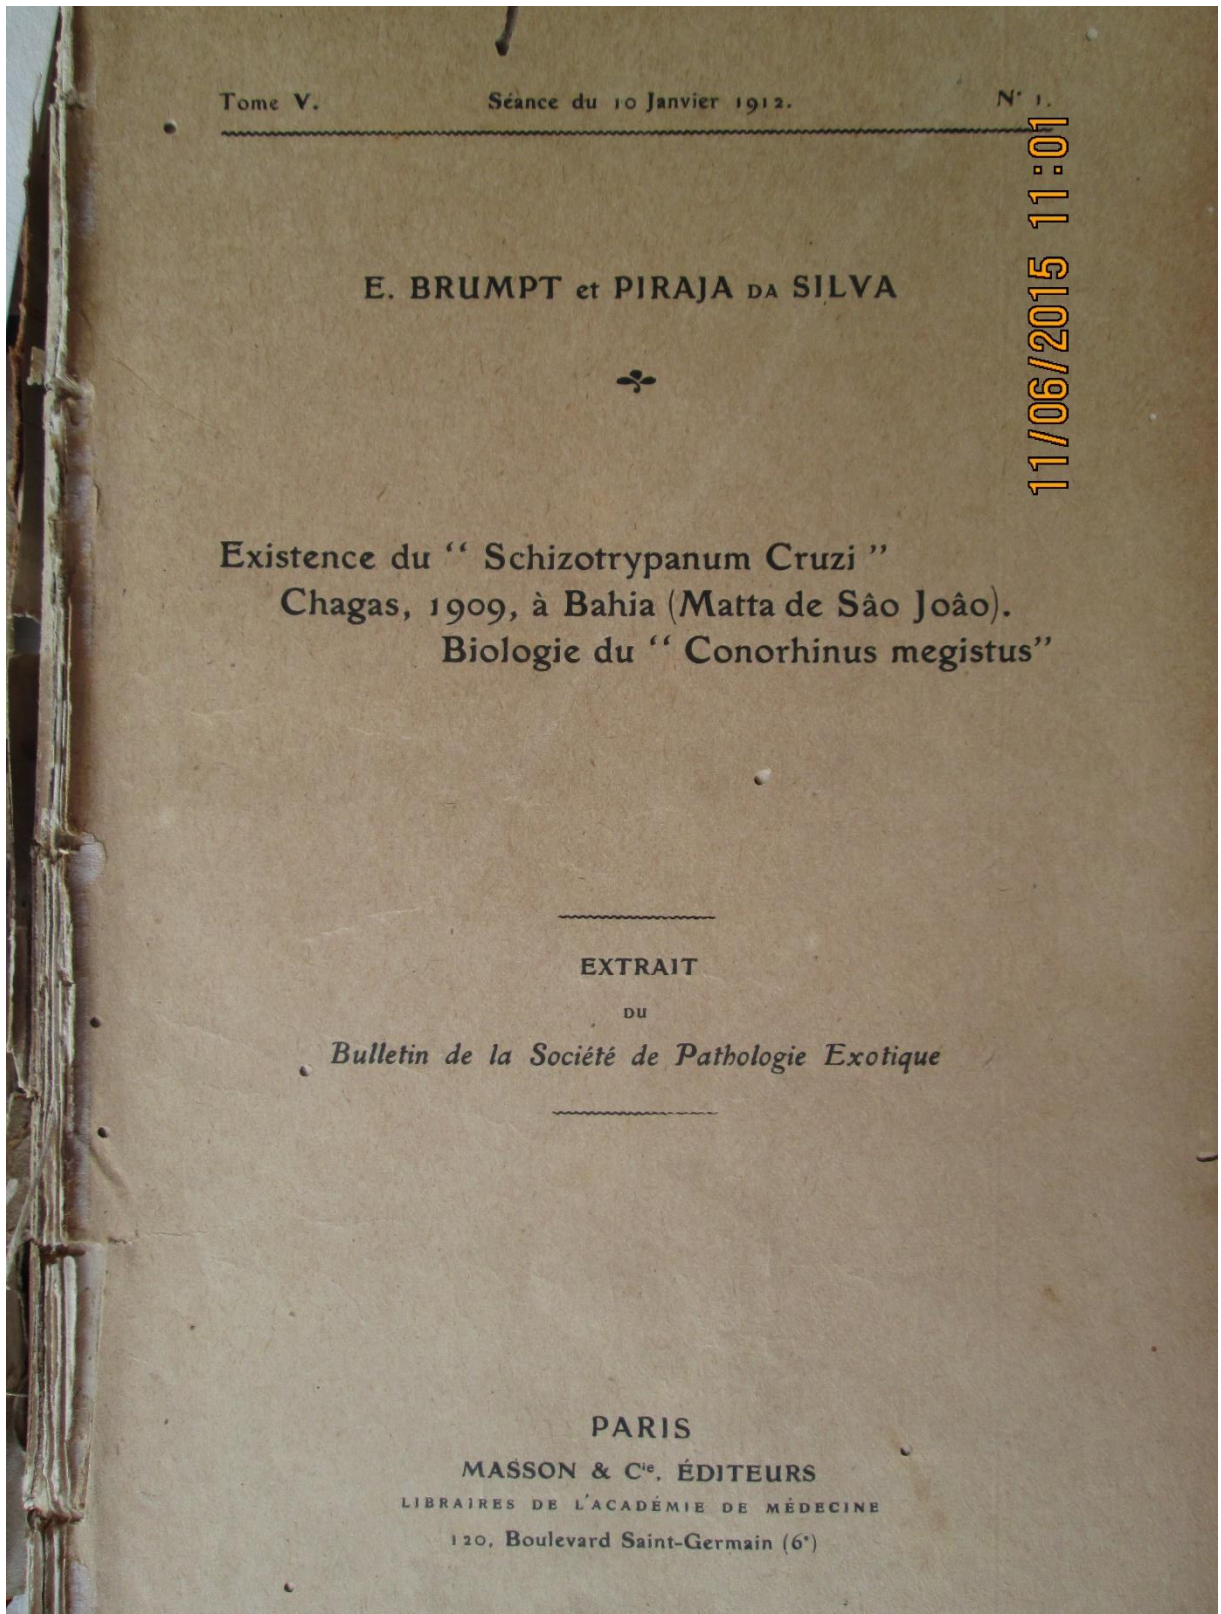 Tome V. Séance du 10 Janvier 1912. N° 1.
E. BRUMPT et PIRAJA DA SILVA
Existence du “ Schizotrypanum Cruzi ”
Chagas, 1909, à Bahia (Matta de Sâo Joâo).
Biologie du “ Conorhinus megistus”
EXTRAIT
DU
Bulletin de la Société de Pathologie Exotique
PARIS
MASSON & Cie, ÉDITEURS
LIBRAIRES DE L'ACADÉMIE DE MÉDECINE
120, Boulevard Saint-Germain (6°)
11/06/2015 11:01